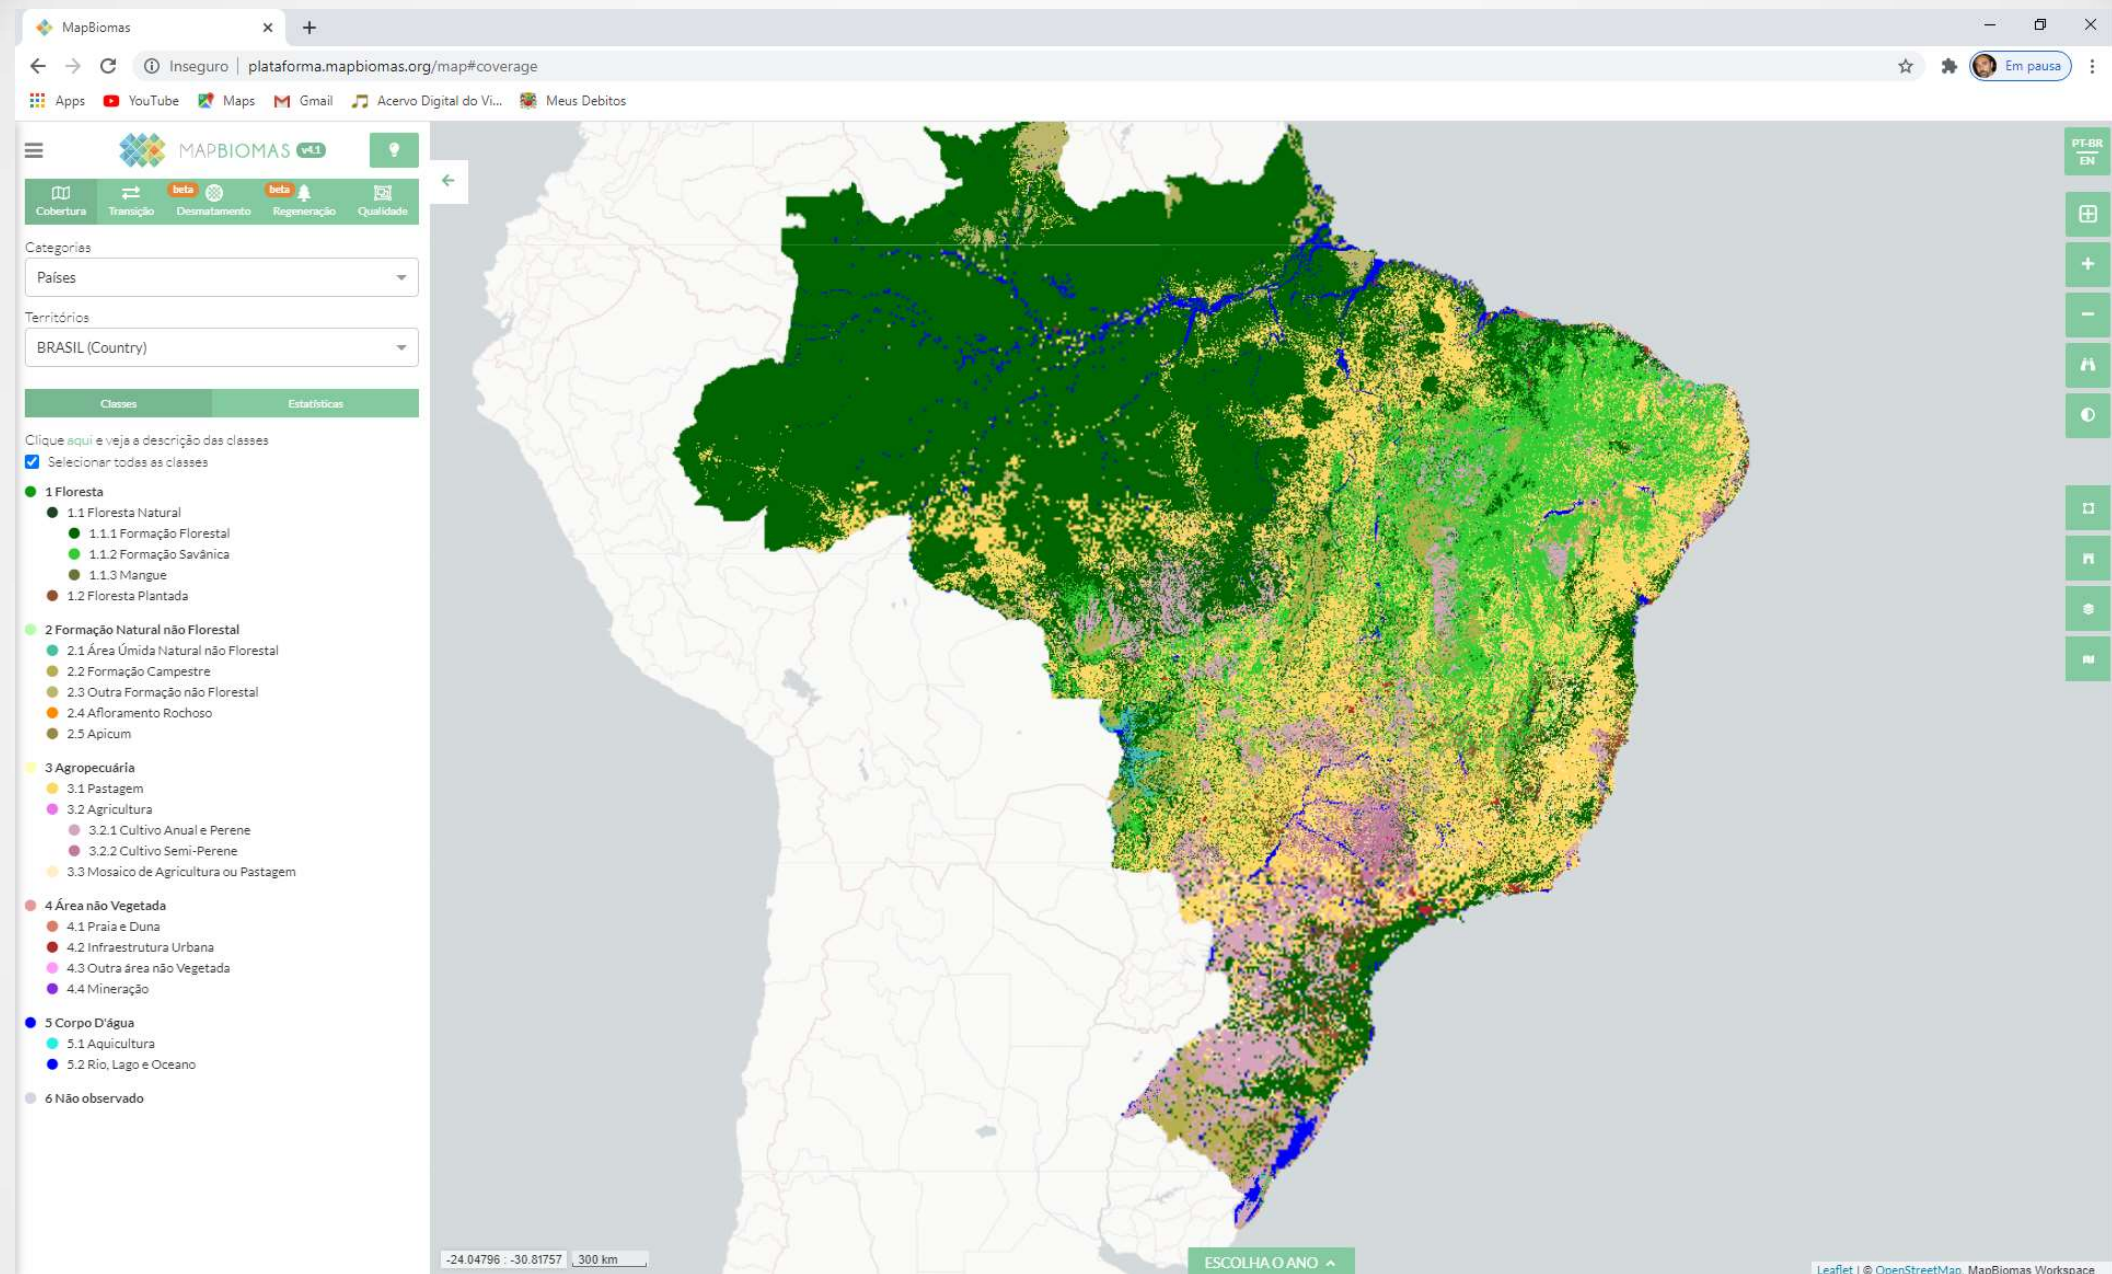 MapBiomas
Inseguro | plataforma.mapbiomas.org/map#coverage
Em pausa
Apps YouTube Maps Gmail Acervo Digital do Vi... Meus Debitos
MAPBIOMAS v4.1
PT-BR
EN
beta beta
Cobertura Transição Desmatamento Regeneração Qualidade
Categorias
Países
Territórios
BRASIL (Country)
Classes Estatísticas
Clique aqui e veja a descrição das classes
Selecionar todas as classes
1 Floresta
1.1 Floresta Natural
1.1.1 Formação Florestal
1.1.2 Formação Savânica
1.1.3 Mangue
1.2 Floresta Plantada
2 Formação Natural não Florestal
2.1 Área Úmida Natural não Florestal
2.2 Formação Campestre
2.3 Outra Formação não Florestal
2.4 Afloramento Rochoso
2.5 Apicum
3 Agropecuária
3.1 Pastagem
3.2 Agricultura
3.2.1 Cultivo Anual e Perene
3.2.2 Cultivo Semi-Perene
3.3 Mosaico de Agricultura ou Pastagem
4 Área não Vegetada
4.1 Praia e Duna
4.2 Infraestrutura Urbana
4.3 Outra área não Vegetada
4.4 Mineração
5 Corpo D'água
5.1 Aquicultura
5.2 Rio, Lago e Oceano
6 Não observado
-24.04796 : -30.81757 300 km
ESCOLHA O ANO
Leaflet | © OpenStreetMap, MapBiomas Workspace